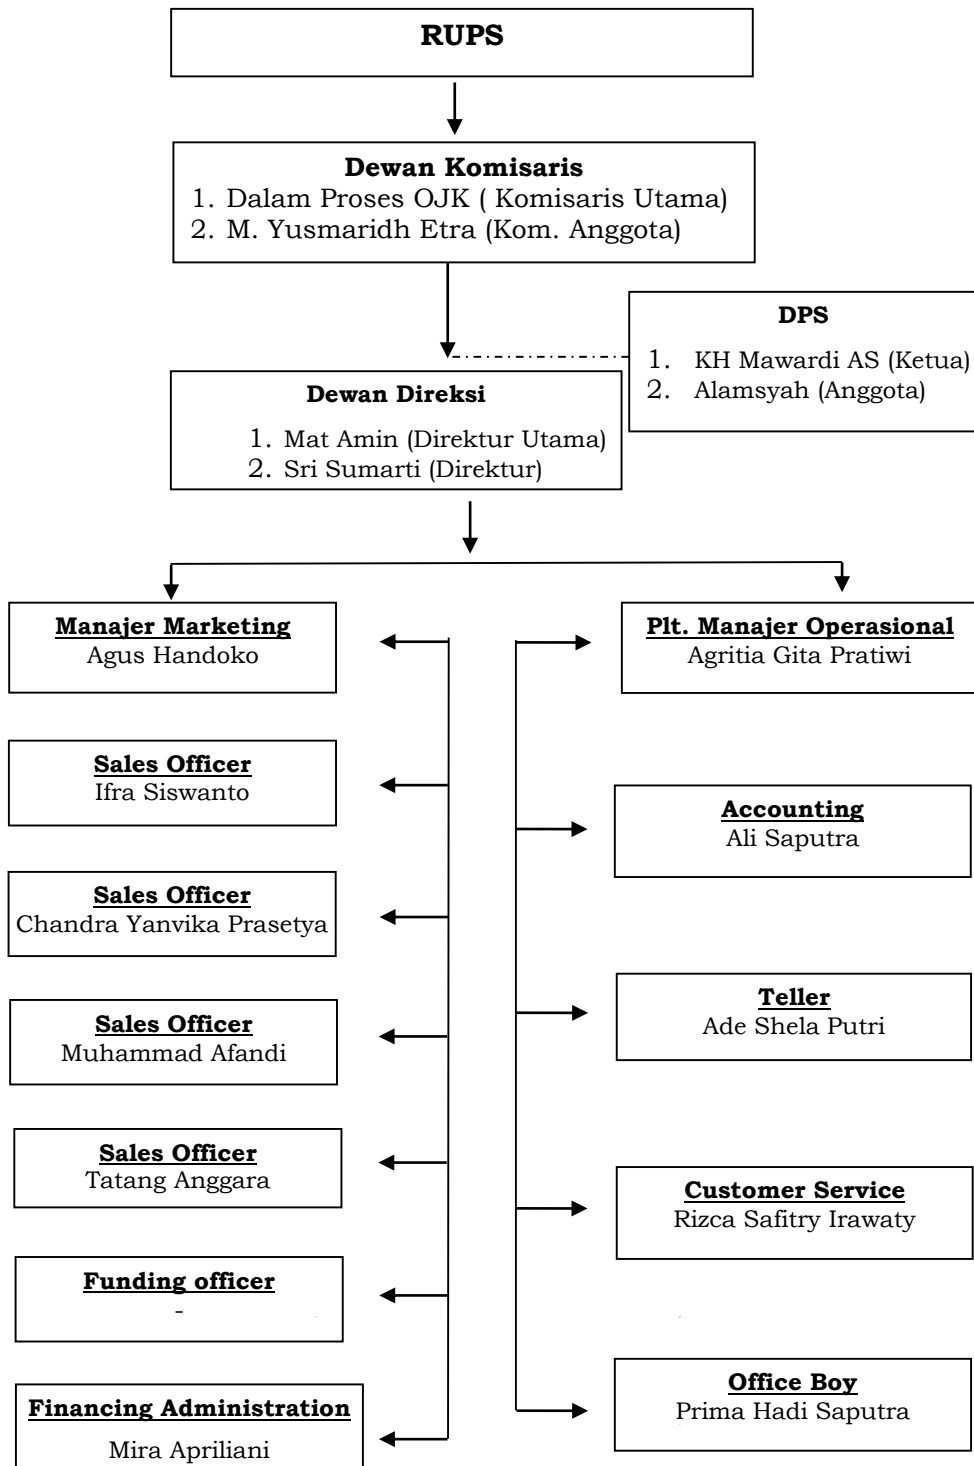 RUPS
Dewan Komisaris
1. Dalam Proses OJK ( Komisaris Utama)
2. M. Yusmaridh Etra (Kom. Anggota)
DPS
1. KH Mawardi AS (Ketua)
2. Alamsyah (Anggota)
Dewan Direksi
1. Mat Amin (Direktur Utama)
2. Sri Sumarti (Direktur)
Manajer Marketing
Agus Handoko
Sales Officer
Ifra Siswanto
Sales Officer
Chandra Yanvika Prasetya
Sales Officer
Muhammad Afandi
Sales Officer
Tatang Anggara
Funding officer
-
Financing Administration
Mira Apriliani
Plt. Manajer Operasional
Agritia Gita Pratiwi
Accounting
Ali Saputra
Teller
Ade Shela Putri
Customer Service
Rizca Safitry Irawaty
Office Boy
Prima Hadi Saputra